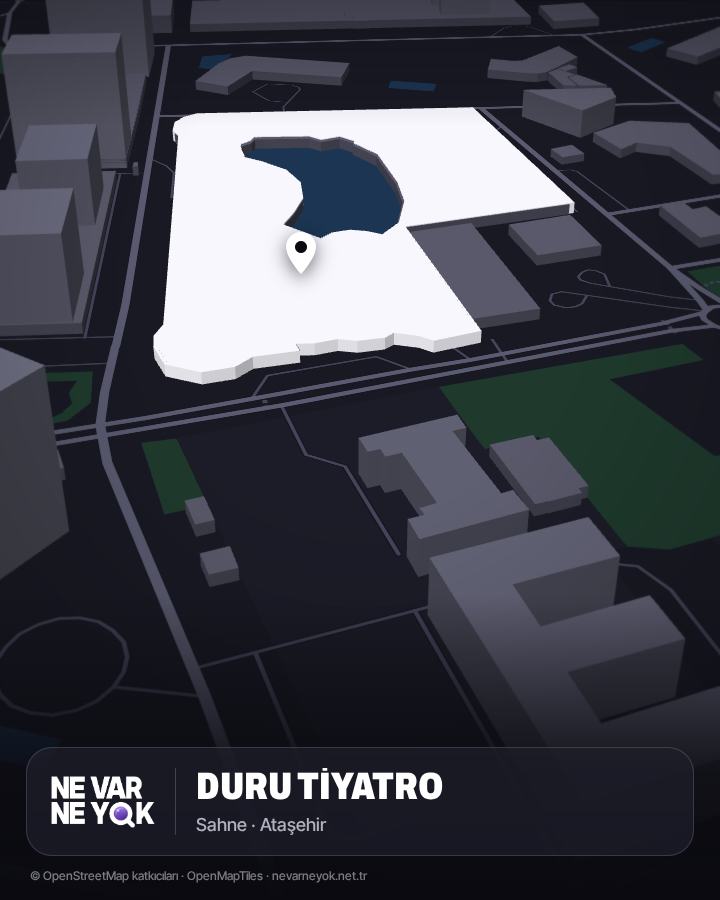 NE VAR
NE YOK
DURU TİYATRO
Sahne · Ataşehir
© OpenStreetMap katkıcıları · OpenMapTiles · nevarneyok.net.tr